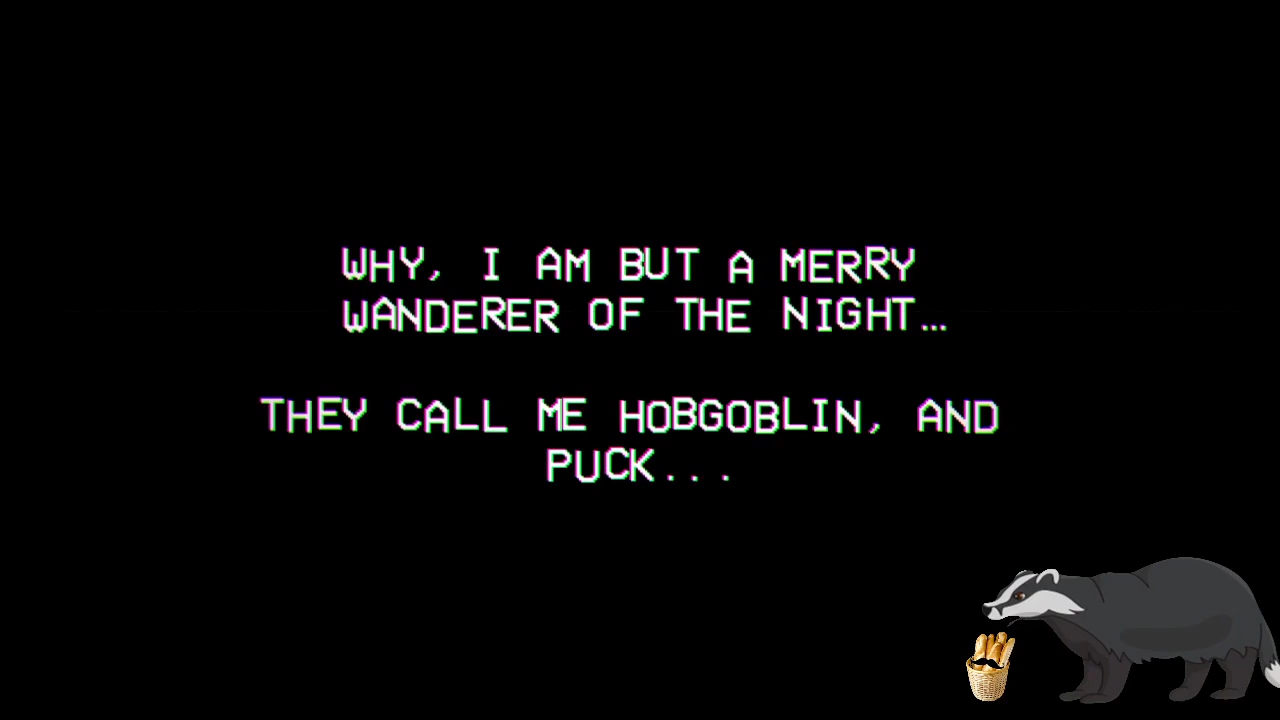 WHY, I AM BUT A MERRY
WANDERER OF THE NIGHT...
THEY CALL ME HOBGOBLIN, AND
PUCK...